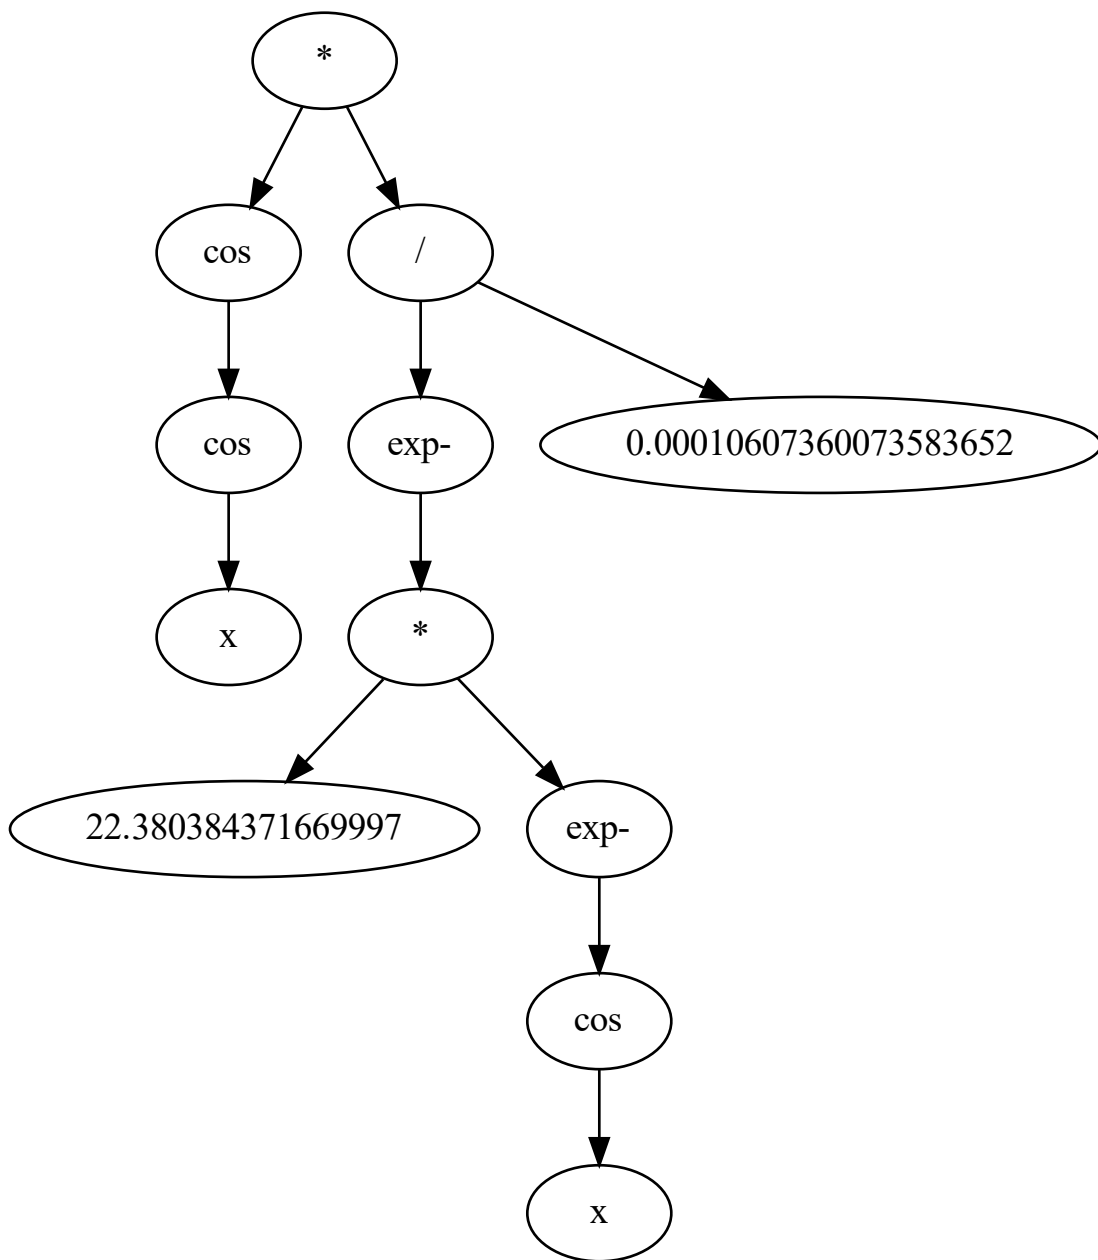 *
cos
/
cos
exp-
0.00010607360073583652
x
*
22.380384371669997
exp-
cos
x